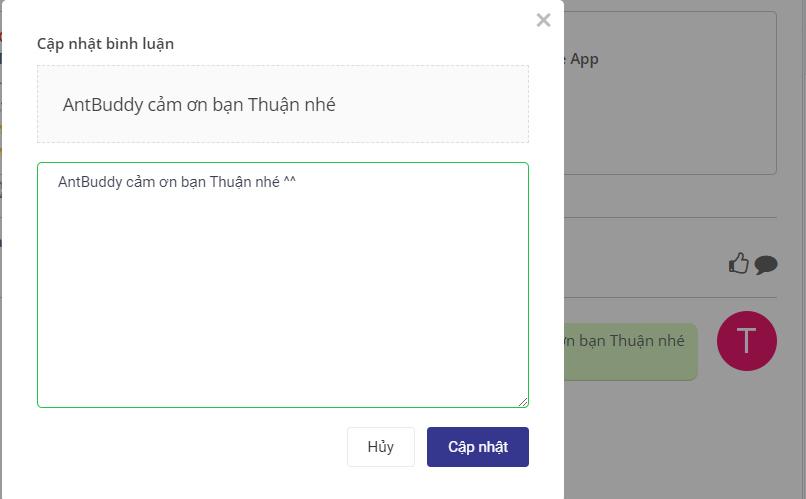 ×
Cập nhật bình luận
App
AntBuddy cảm ơn bạn Thuận nhé
AntBuddy cảm ơn bạn Thuận nhé ^^
bạn Thuận nhé
T
Hủy
Cập nhật